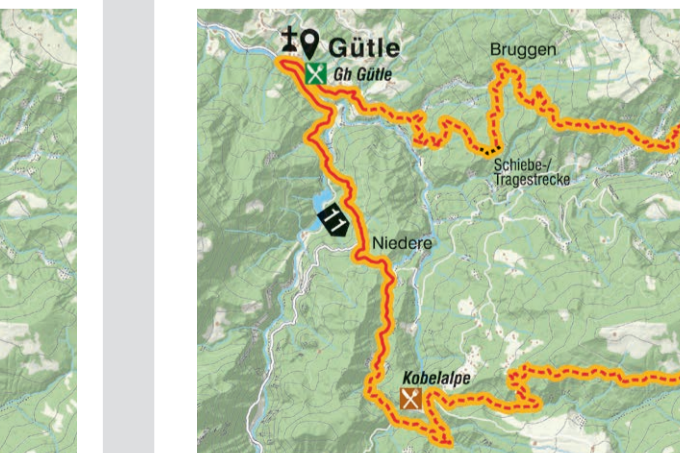 Gütle
Gh Gütle
Bruggen
Schiebe-/
Tragestrecke
11
Niedere
Kobelalpe